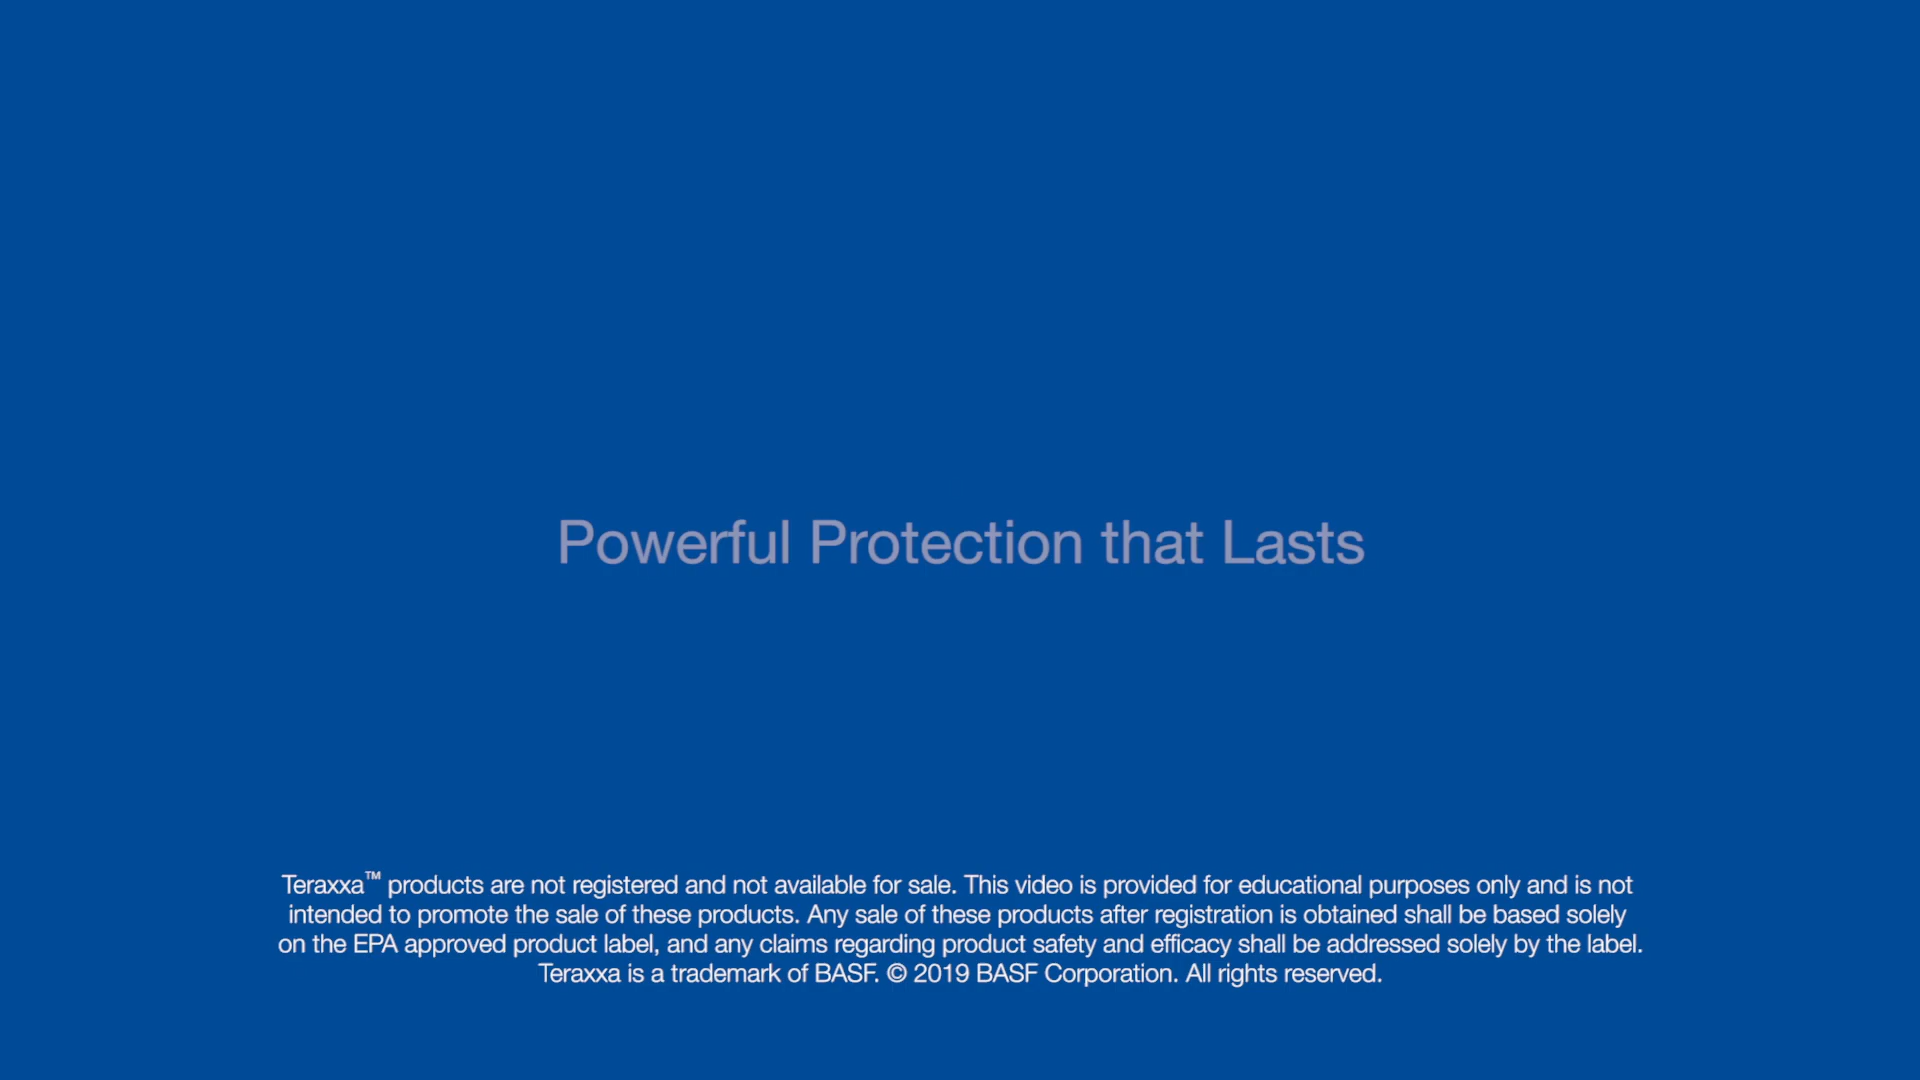 Powerful Protection that Lasts
Teraxxa™ products are not registered and not available for sale. This video is provided for educational purposes only and is not
intended to promote the sale of these products. Any sale of these products after registration is obtained shall be based solely
on the EPA approved product label, and any claims regarding product safety and efficacy shall be addressed solely by the label.
Teraxxa is a trademark of BASF. © 2019 BASF Corporation. All rights reserved.